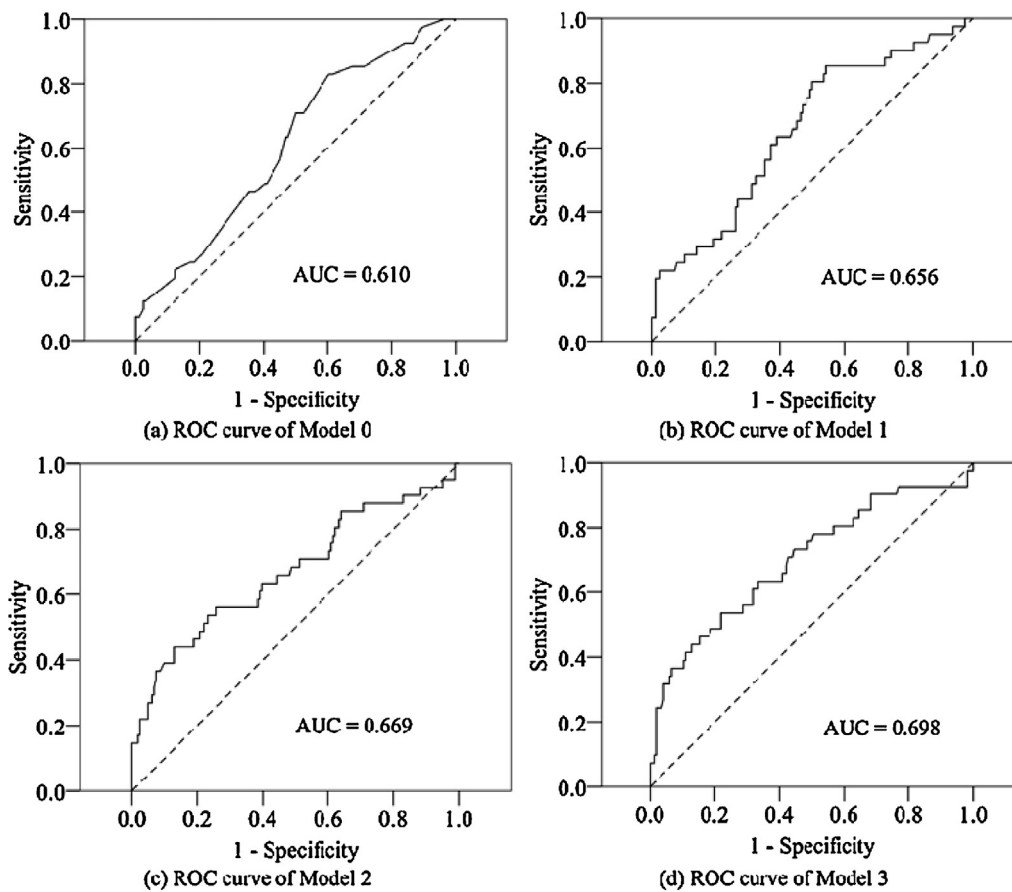 1.0
0.8
0.6
0.4
0.2
0.0
Sensitivity
AUC = 0.610
0.0 0.2 0.4 0.6 0.8 1.0
1 - Specificity
(a) ROC curve of Model 0
1.0
0.8
0.6
0.4
0.2
0.0
Sensitivity
AUC = 0.656
0.0 0.2 0.4 0.6 0.8 1.0
1 - Specificity
(b) ROC curve of Model 1
1.0
0.8
0.6
0.4
0.2
0.0
Sensitivity
AUC = 0.669
0.0 0.2 0.4 0.6 0.8 1.0
1 - Specificity
(c) ROC curve of Model 2
1.0
0.8
0.6
0.4
0.2
0.0
Sensitivity
AUC = 0.698
0.0 0.2 0.4 0.6 0.8 1.0
1 - Specificity
(d) ROC curve of Model 3